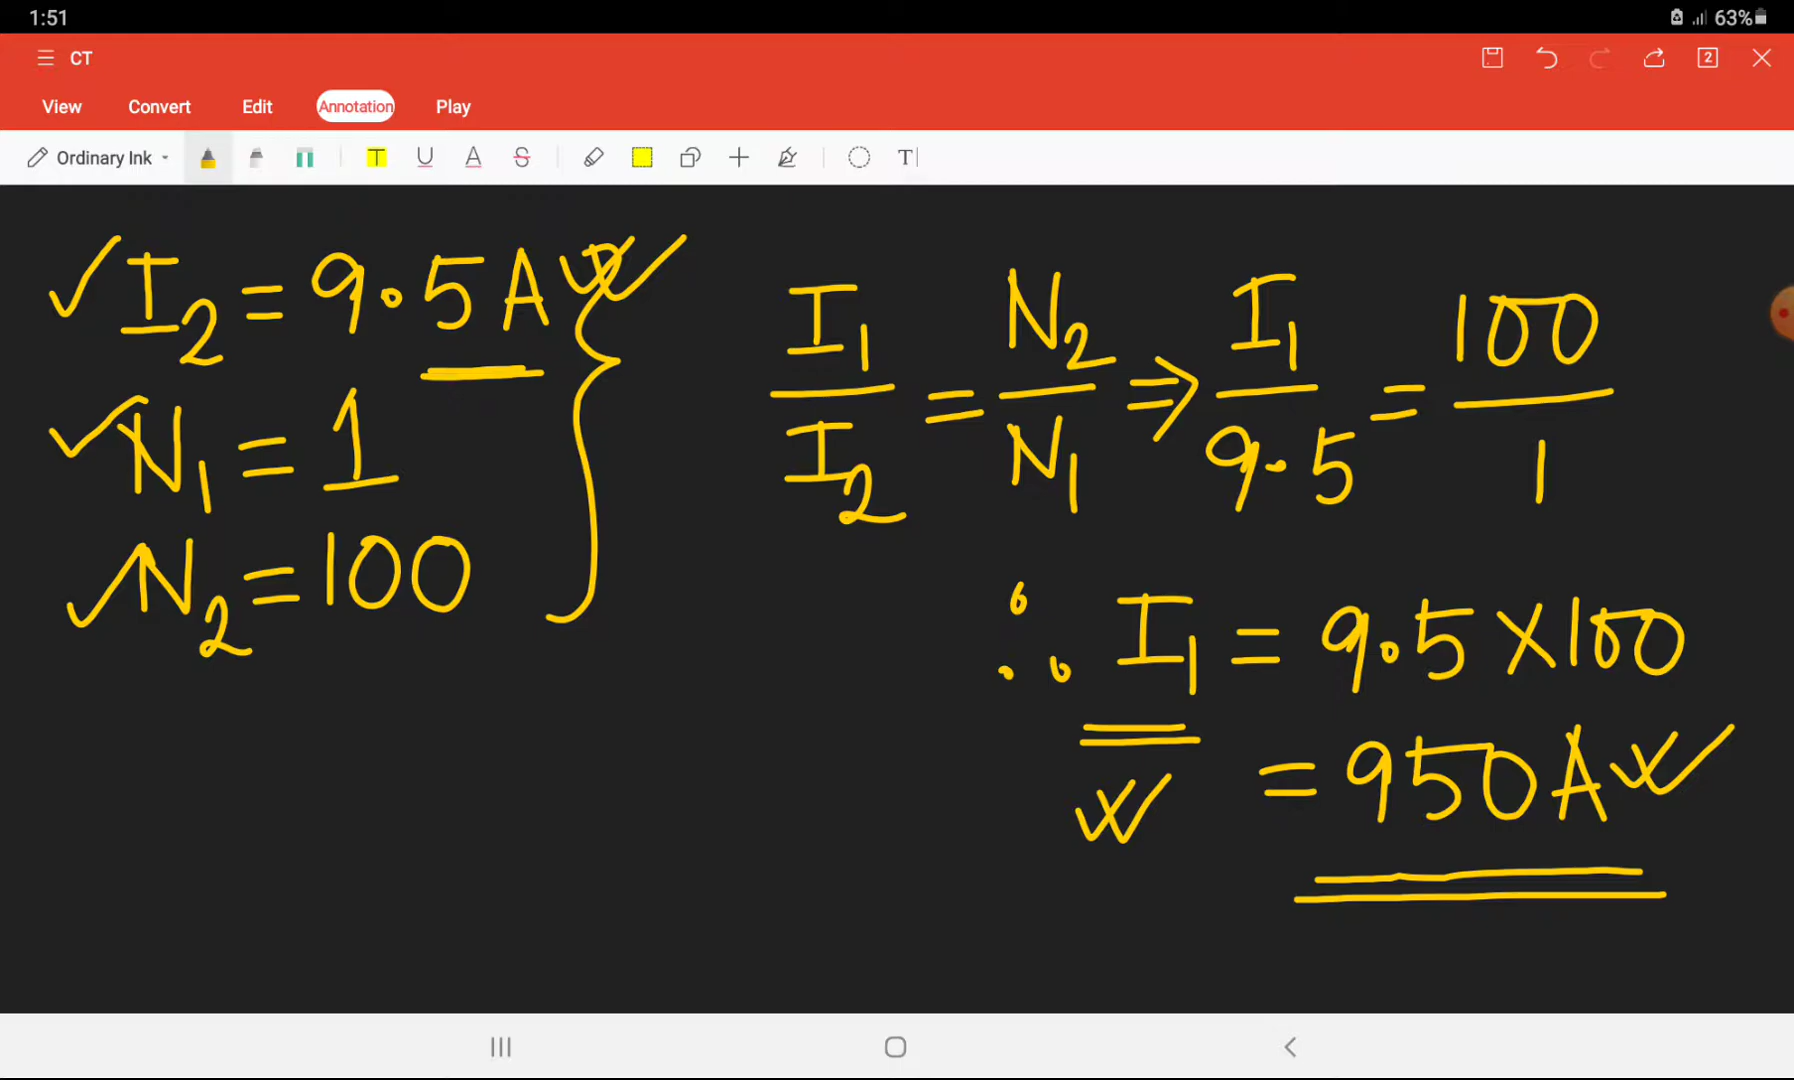 1:51 63%
CT 2
View Convert Edit Annotation Play
Ordinary Ink T U A S T
I₂ = 9.5 A
N₁ = 1
N₂ = 100
I₁/I₂ = N₂/N₁ ⇒ I₁/9.5 = 100/1
∴ I₁ = 9.5 × 100
= 950 A